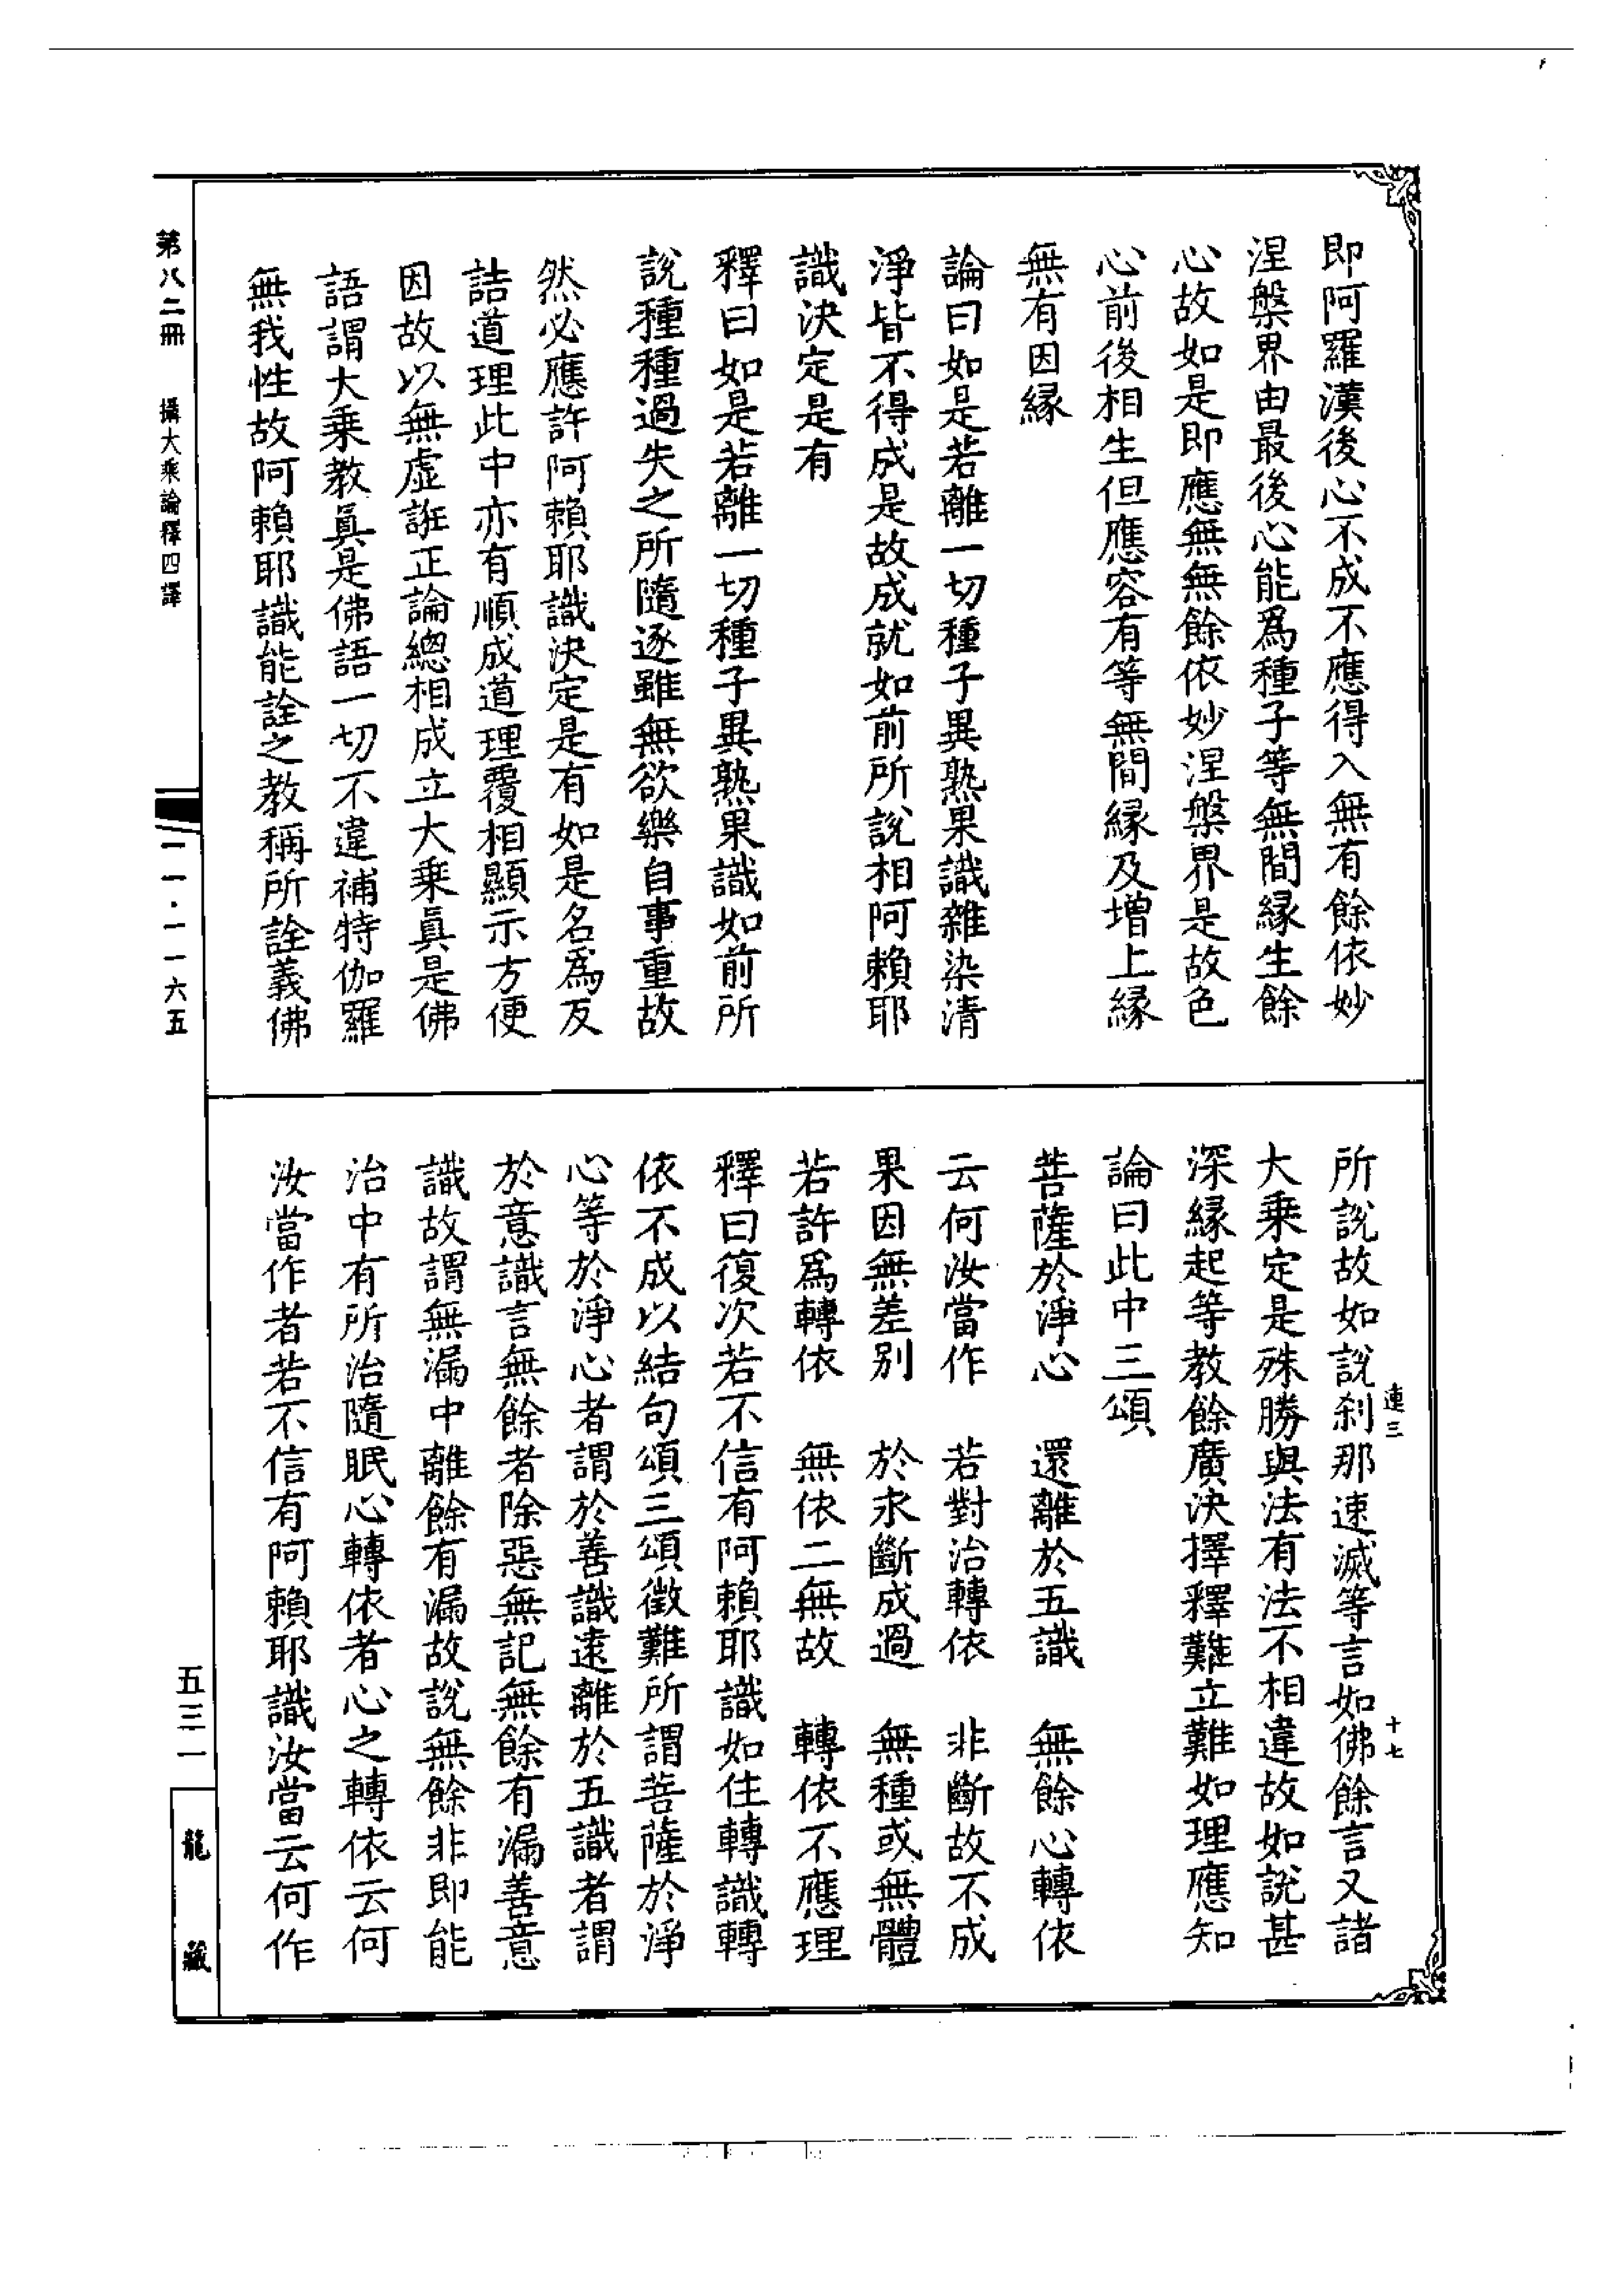 即阿羅漢後心不成不應得入無有餘依妙
涅槃界由最後心能為種子等無間緣生餘
心故如是即應無無餘依妙涅槃界是故色
心前後相生但應容有等無間緣及增上緣
無有因緣
論曰如是若離一切種子異熟果識雜染清
淨皆不得成是故成就如前所說相阿賴耶
識決定是有
釋曰如是若離一切種子異熟果識如前所
說種種過失之所隨逐雖無欲樂自事重故
然必應許阿賴耶識決定是有如是名為反
詰道理此中亦有順成道理覆相顯示方便
因故以無虛誑正論總相成立大乘真是佛
語謂大乘教真是佛語一切不違補特伽羅
無我性故阿賴耶識能詮之教稱所詮義佛
所說故如說刹那速滅等言如佛餘言又諸
大乘定是殊勝與法有法不相違故如說甚
深緣起等教餘廣決擇釋難立難如理應知
論曰此中三頌
菩薩於淨心　還離於五識　無餘心轉依
云何汝當作　若對治轉依　非斷故不成
果因無差別　於永斷成過　無種或無體
若許為轉依　無依二無故　轉依不應理
釋曰復次若不信有阿賴耶識如住轉識轉
依不成以結句頌三頌徵難所謂菩薩於淨
心等於淨心者謂於善識遠離於五識者謂
於意識言無餘者除惡無記無餘有漏善意
識故謂無漏中離餘有漏故說無餘非即能
治中有所治隨眠心轉依者心之轉依云何
汝當作者若不信有阿賴耶識汝當云何作
連三
十七
第八二冊　攝大乘論釋四譯
一一·一一六五
五三一
龍藏